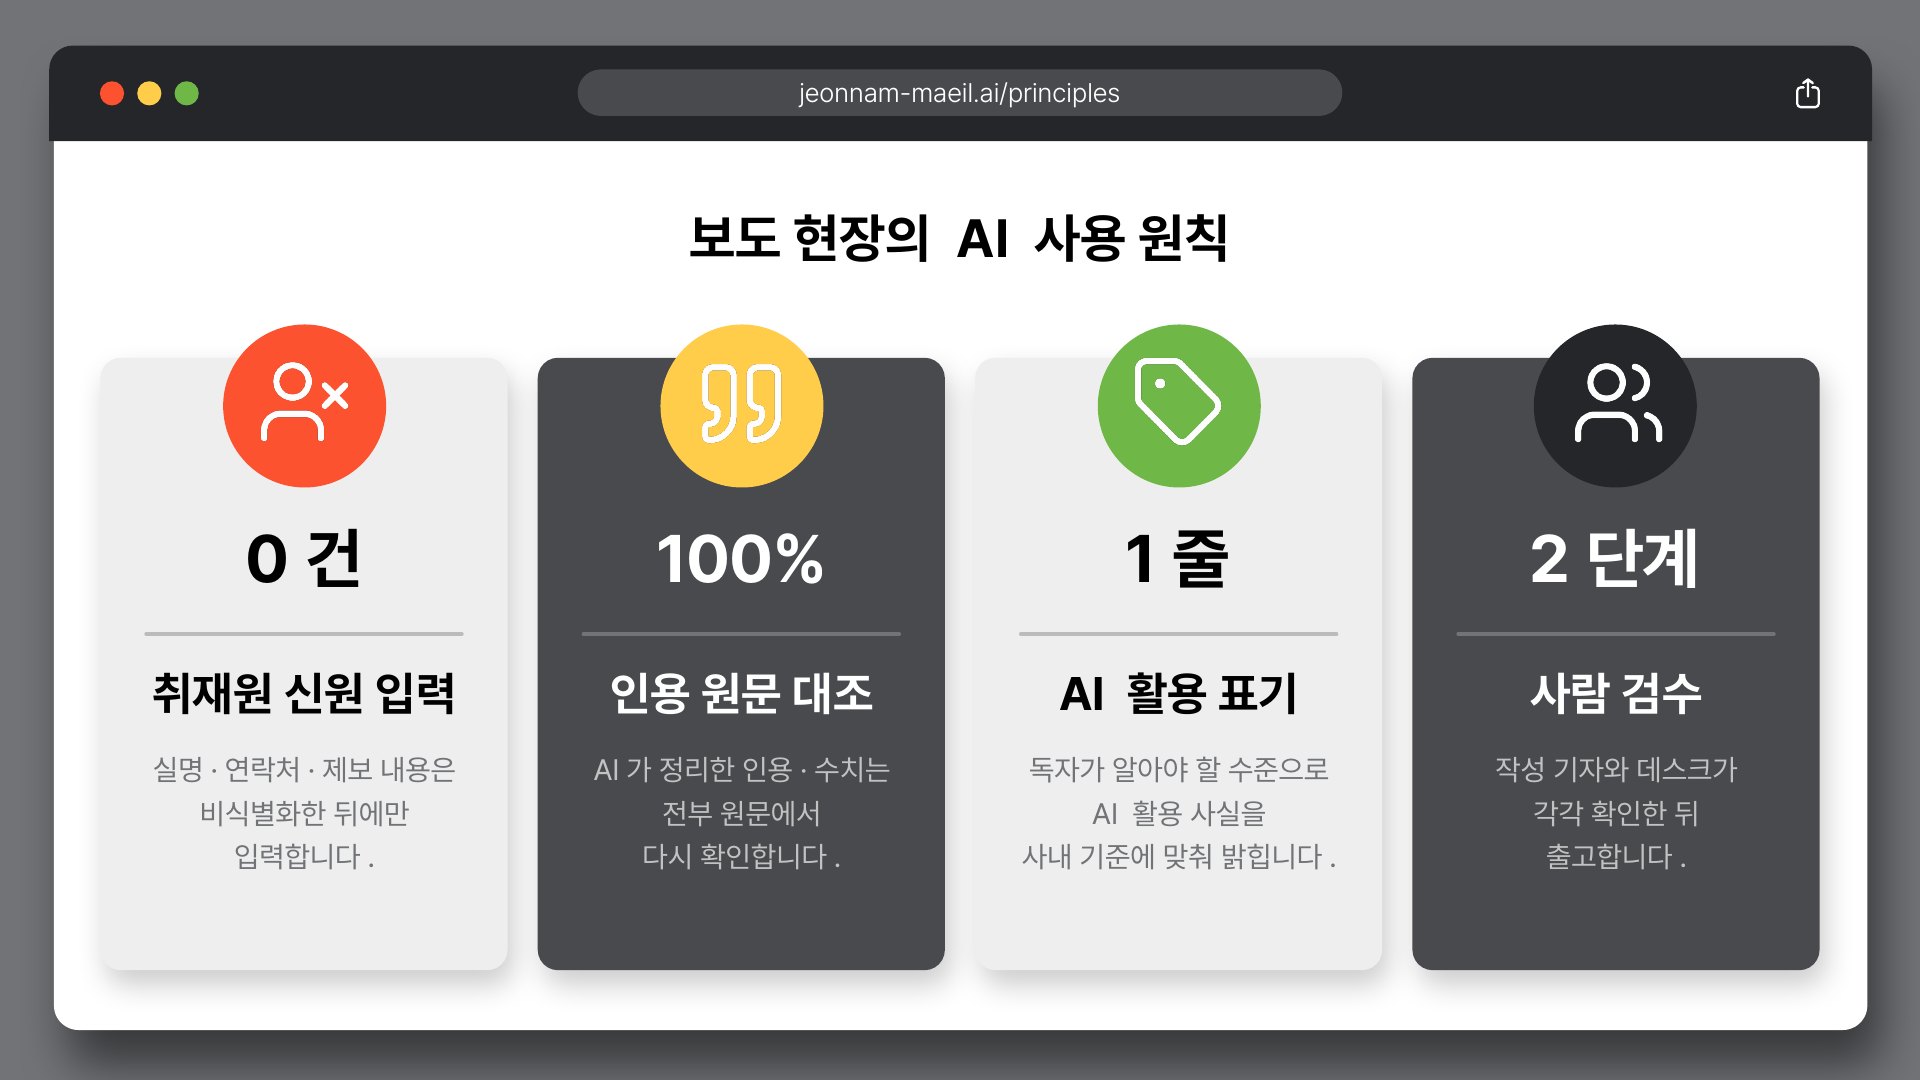 jeonnam-maeil.ai/principles
보도 현장의 AI 사용 원칙
0 건
취재원 신원 입력
실명 · 연락처 · 제보 내용은
비식별화한 뒤에만
입력합니다 .
100%
인용 원문 대조
AI 가 정리한 인용 · 수치는
전부 원문에서
다시 확인합니다 .
1 줄
AI 활용 표기
독자가 알아야 할 수준으로
AI 활용 사실을
사내 기준에 맞춰 밝힙니다 .
2 단계
사람 검수
작성 기자와 데스크가
각각 확인한 뒤
출고합니다 .